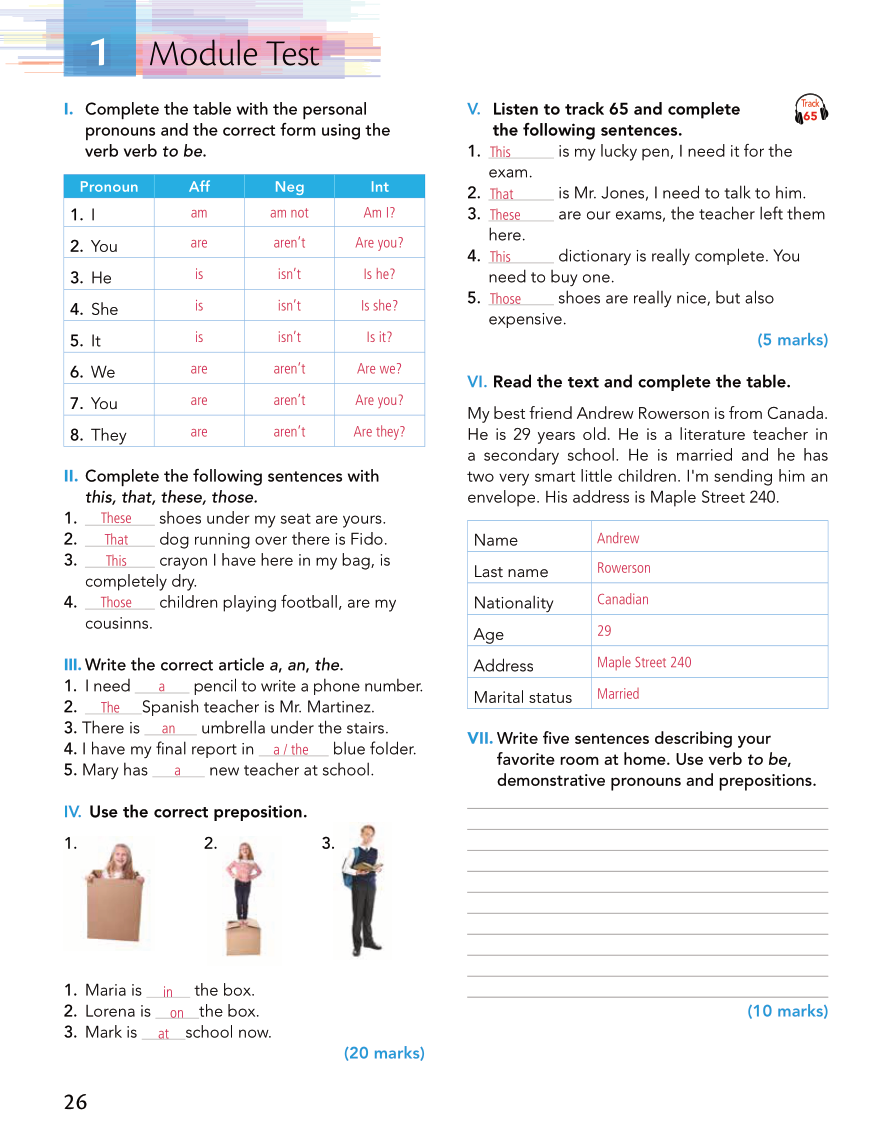 1 Module Test
I. Complete the table with the personal
pronouns and the correct form using the
verb verb to be.
Pronoun Aff Neg Int
1. I am am not Am I?
2. You are aren't Are you?
3. He is isn't Is he?
4. She is isn't Is she?
5. It is isn't Is it?
6. We are aren't Are we?
7. You are aren't Are you?
8. They are aren't Are they?
II. Complete the following sentences with
this, that, these, those.
1. These shoes under my seat are yours.
2. That dog running over there is Fido.
3. This crayon I have here in my bag, is
completely dry.
4. Those children playing football, are my
cousinns.
III. Write the correct article a, an, the.
1. I need a pencil to write a phone number.
2. The Spanish teacher is Mr. Martinez.
3. There is an umbrella under the stairs.
4. I have my final report in a / the blue folder.
5. Mary has a new teacher at school.
IV. Use the correct preposition.
1. 2. 3.
1. Maria is in the box.
2. Lorena is on the box.
3. Mark is at school now.
(20 marks)
V. Listen to track 65 and complete
the following sentences.
Track
65
1. This is my lucky pen, I need it for the
exam.
2. That is Mr. Jones, I need to talk to him.
3. These are our exams, the teacher left them
here.
4. This dictionary is really complete. You
need to buy one.
5. Those shoes are really nice, but also
expensive.
(5 marks)
VI. Read the text and complete the table.
My best friend Andrew Rowerson is from Canada.
He is 29 years old. He is a literature teacher in
a secondary school. He is married and he has
two very smart little children. I'm sending him an
envelope. His address is Maple Street 240.
Name Andrew
Last name Rowerson
Nationality Canadian
Age 29
Address Maple Street 240
Marital status Married
VII. Write five sentences describing your
favorite room at home. Use verb to be,
demonstrative pronouns and prepositions.
(10 marks)
26